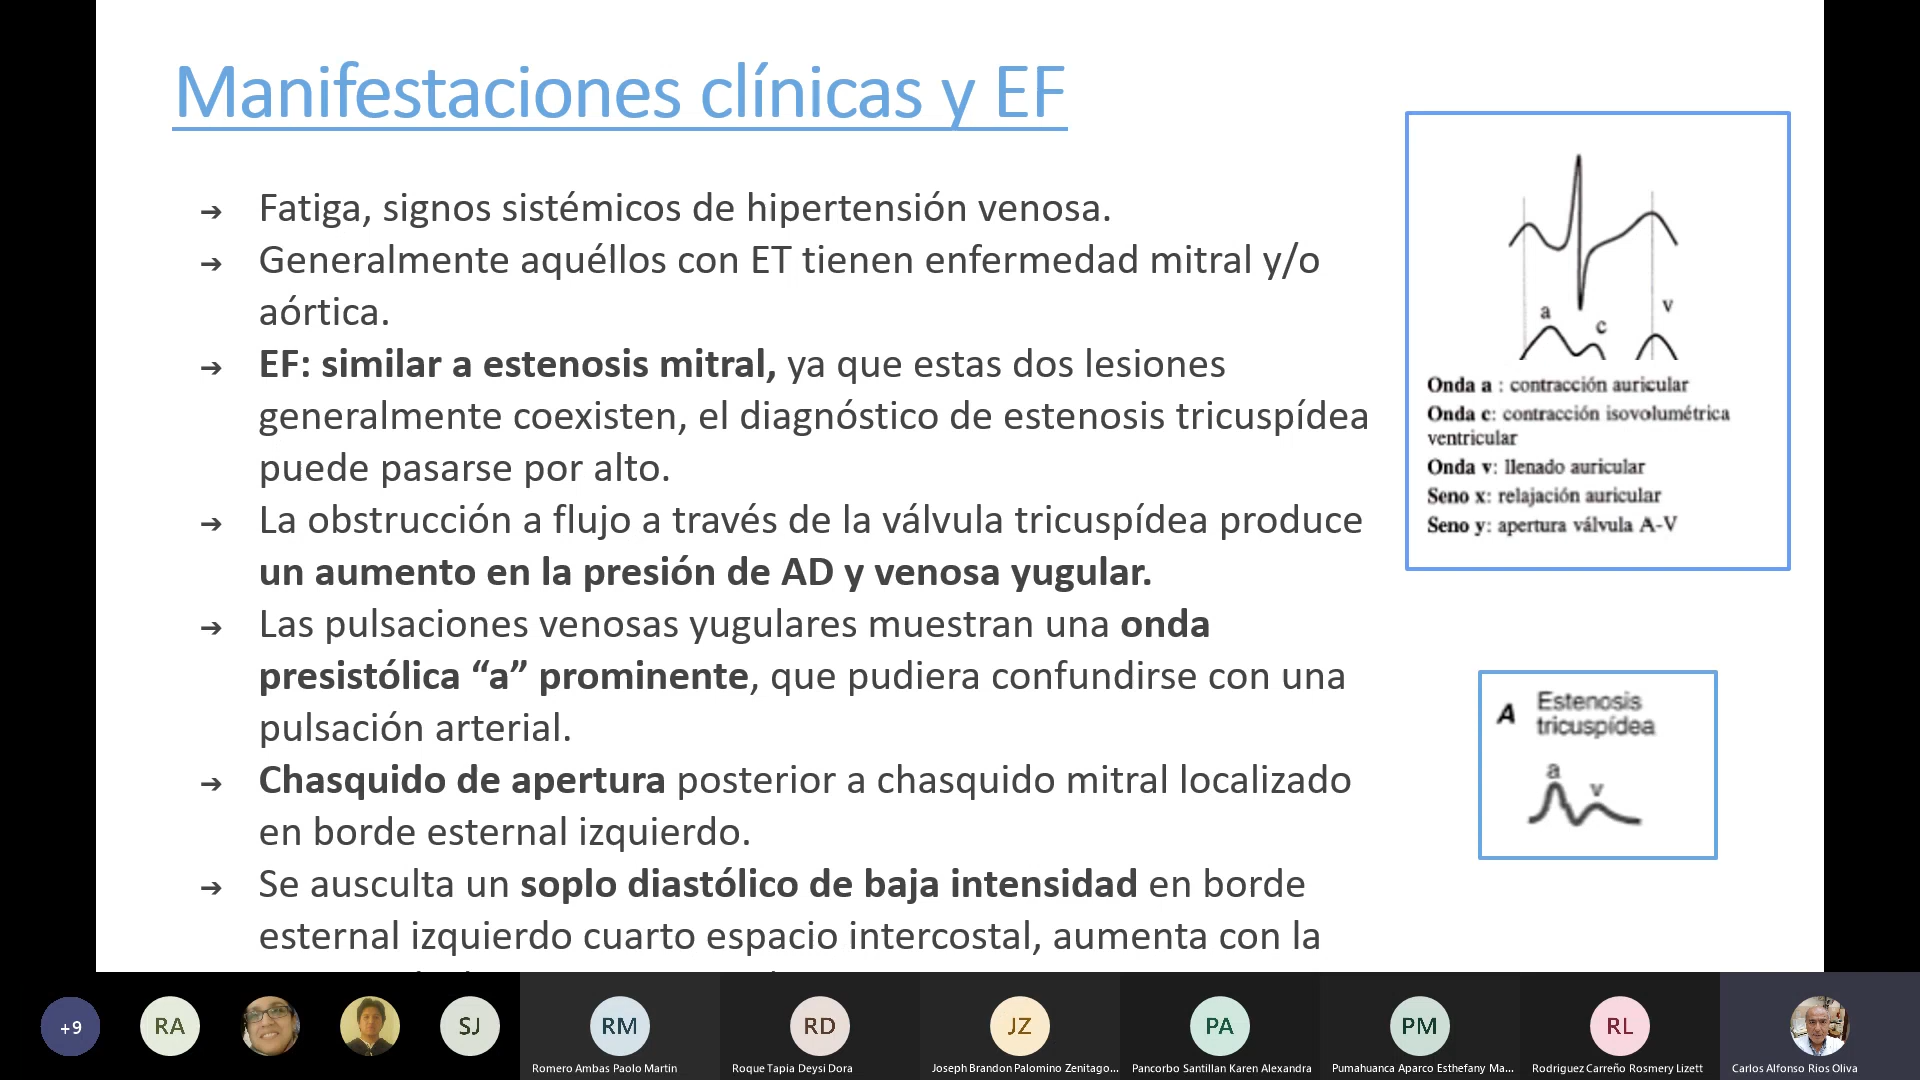 Manifestaciones clínicas y EF
➔ Fatiga, signos sistémicos de hipertensión venosa.
➔ Generalmente aquéllos con ET tienen enfermedad mitral y/o
aórtica.
➔ EF: similar a estenosis mitral, ya que estas dos lesiones
generalmente coexisten, el diagnóstico de estenosis tricuspídea
puede pasarse por alto.
➔ La obstrucción a flujo a través de la válvula tricuspídea produce
un aumento en la presión de AD y venosa yugular.
➔ Las pulsaciones venosas yugulares muestran una onda
presistólica “a” prominente, que pudiera confundirse con una
pulsación arterial.
➔ Chasquido de apertura posterior a chasquido mitral localizado
en borde esternal izquierdo.
➔ Se ausculta un soplo diastólico de baja intensidad en borde
esternal izquierdo cuarto espacio intercostal, aumenta con la
a
c
v
Onda a : contracción auricular
Onda c: contracción isovolumétrica
ventricular
Onda v: llenado auricular
Seno x: relajación auricular
Seno y: apertura válvula A-V
A Estenosis
tricuspídea
a
v
+9
RA
SJ
RM
RD
JZ
PA
PM
RL
Romero Ambas Paolo Martin
Roque Tapia Deysi Dora
Joseph Brandon Palomino Zenitago...
Pancorbo Santillan Karen Alexandra
Pumahuanca Aparco Esthefany Ma...
Rodriguez Carreño Rosmery Lizett
Carlos Alfonso Rios Oliva